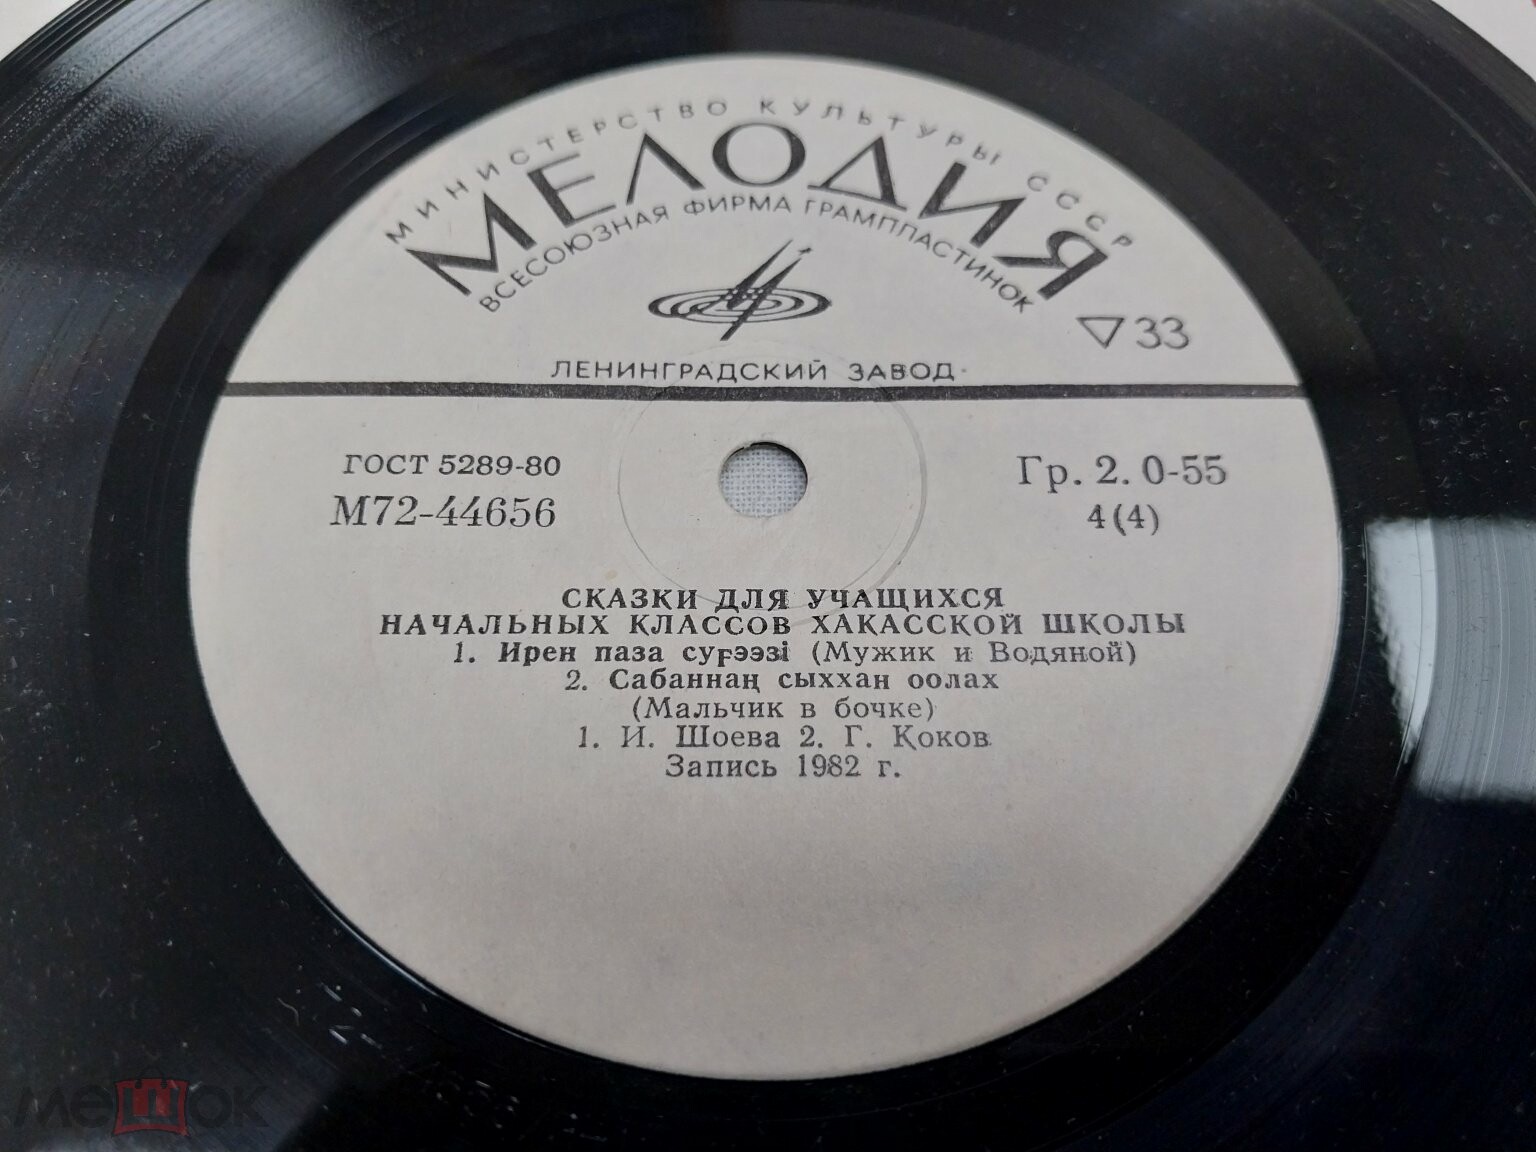 МИНИСТЕРСТВО КУЛЬТУРЫ СССР
МЕЛОДИЯ
ВСЕСОЮЗНАЯ ФИРМА ГРАМПЛАСТИНОК
▽33
ЛЕНИНГРАДСКИЙ ЗАВОД
ГОСТ 5289-80
М72-44656
Гр. 2. 0-55
4(4)
СКАЗКИ ДЛЯ УЧАЩИХСЯ
НАЧАЛЬНЫХ КЛАССОВ ХАКАССКОЙ ШКОЛЫ
1. Ирен паза суғээзі (Мужик и Водяной)
2. Сабаннаң сыххан оолах
(Мальчик в бочке)
1. И. Шоева 2. Г. Коков
Запись 1982 г.
мешок